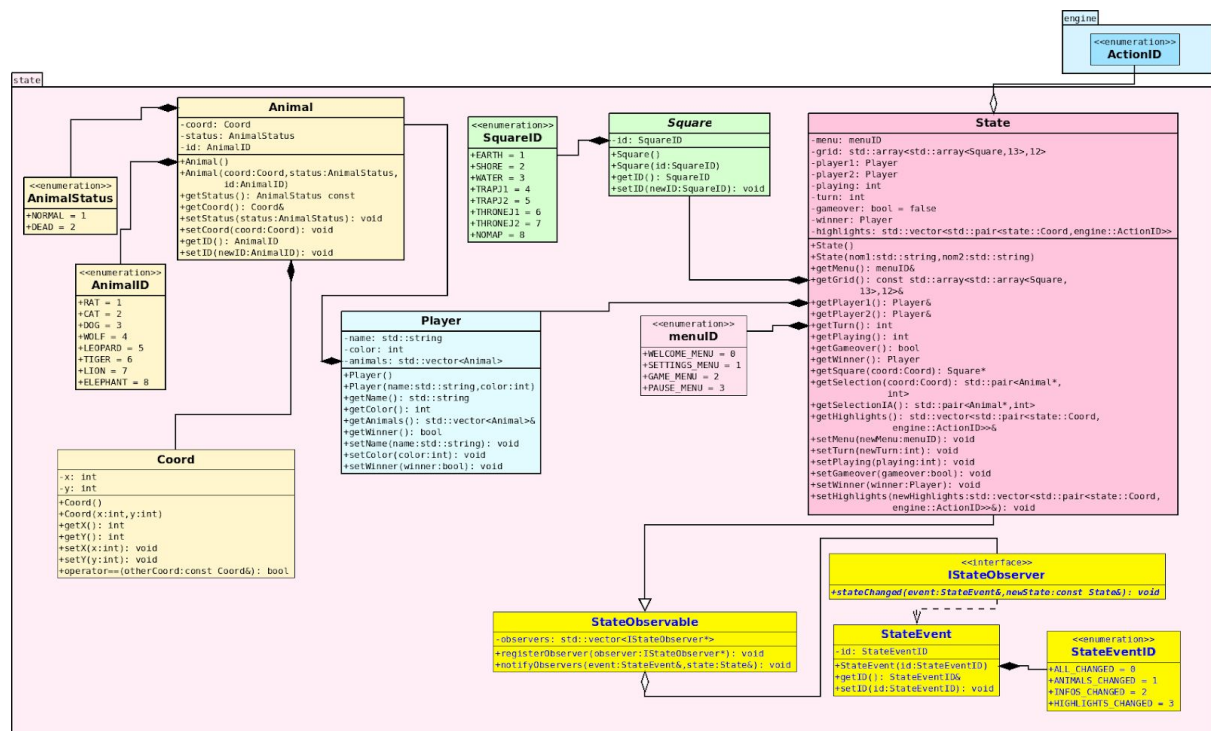 engine
<<enumeration>>
ActionID
state
Animal
-coord: Coord
-status: AnimalStatus
-id: AnimalID
+Animal()
+Animal(coord:Coord,status:AnimalStatus,
id:AnimalID)
+getStatus(): AnimalStatus const
+getCoord(): Coord&
+setStatus(status:AnimalStatus): void
+setCoord(coord:Coord): void
+getID(): AnimalID
+setID(newID:AnimalID): void
<<enumeration>>
AnimalStatus
+NORMAL = 1
+DEAD = 2
<<enumeration>>
AnimalID
+RAT = 1
+CAT = 2
+DOG = 3
+WOLF = 4
+LEOPARD = 5
+TIGER = 6
+LION = 7
+ELEPHANT = 8
Coord
-x: int
-y: int
+Coord()
+Coord(x:int,y:int)
+getX(): int
+getY(): int
+setX(x:int): void
+setY(y:int): void
+operator==(otherCoord:const Coord&): bool
Player
-name: std::string
-color: int
-animals: std::vector<Animal>
+Player()
+Player(name:std::string,color:int)
+getName(): std::string
+getColor(): int
+getAnimals(): std::vector<Animal>&
+getWinner(): bool
+setName(name:std::string): void
+setColor(color:int): void
+setWinner(winner:bool): void
<<enumeration>>
SquareID
+EARTH = 1
+SHORE = 2
+WATER = 3
+TRAPJ1 = 4
+TRAPJ2 = 5
+THRONEJ1 = 6
+THRONEJ2 = 7
+NOMAP = 8
Square
-id: SquareID
+Square()
+Square(id:SquareID)
+getID(): SquareID
+setID(newID:SquareID): void
<<enumeration>>
menuID
+WELCOME_MENU = 0
+SETTINGS_MENU = 1
+GAME_MENU = 2
+PAUSE_MENU = 3
State
-menu: menuID
-grid: std::array<std::array<Square,13>,12>
-player1: Player
-player2: Player
-playing: int
-turn: int
-gameover: bool = false
-winner: Player
-highlights: std::vector<std::pair<state::Coord,engine::ActionID>>
+State()
+State(nom1:std::string,nom2:std::string)
+getMenu(): menuID&
+getGrid(): const std::array<std::array<Square,
13>,12>&
+getPlayer1(): Player&
+getPlayer2(): Player&
+getTurn(): int
+getPlaying(): int
+getGameover(): bool
+getWinner(): Player
+getSquare(coord:Coord): Square*
+getSelection(coord:Coord): std::pair<Animal*,
int>
+getSelectionIA(): std::pair<Animal*,int>
+getHighlights(): std::vector<std::pair<state::Coord,
engine::ActionID>>&
+setMenu(newMenu:menuID): void
+setTurn(newTurn:int): void
+setPlaying(playing:int): void
+setGameover(gameover:bool): void
+setWinner(winner:Player): void
+setHighlights(newHighlights:std::vector<std::pair<state::Coord,
engine::ActionID>>&): void
StateObservable
-observers: std::vector<IStateObserver*>
+registerObserver(observer:IStateObserver*): void
+notifyObservers(event:StateEvent&,state:State&): void
<<interface>>
IStateObserver
+stateChanged(event:StateEvent&,newState:const State&): void
StateEvent
-id: StateEventID
+StateEvent(id:StateEventID)
+getID(): StateEventID&
+setID(id:StateEventID): void
<<enumeration>>
StateEventID
+ALL_CHANGED = 0
+ANIMALS_CHANGED = 1
+INFOS_CHANGED = 2
+HIGHLIGHTS_CHANGED = 3